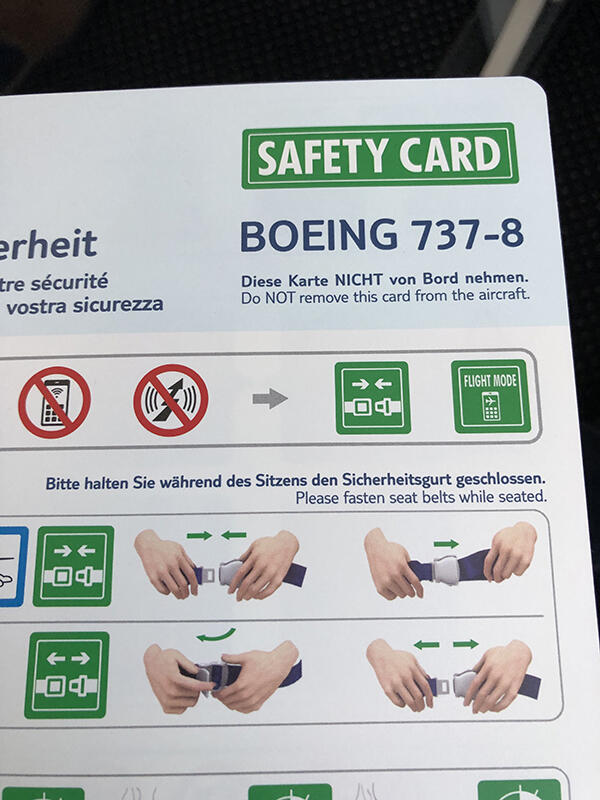 SAFETY CARD
BOEING 737-8
Diese Karte NICHT von Bord nehmen.
Do NOT remove this card from the aircraft.
erheit
tre sécurité
vostra sicurezza
FLIGHT MODE
Bitte halten Sie während des Sitzens den Sicherheitsgurt geschlossen.
Please fasten seat belts while seated.